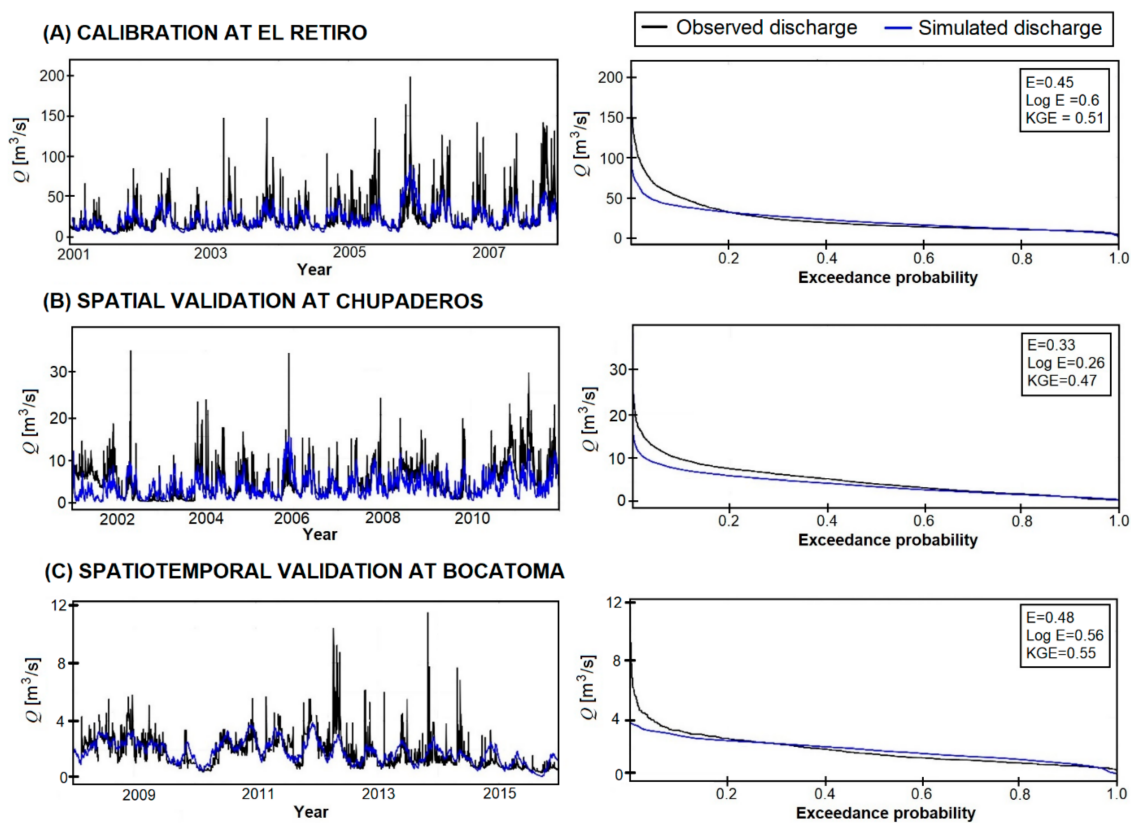 (A) CALIBRATION AT EL RETIRO
Observed discharge Simulated discharge
Q [m³/s]
200
150
100
50
0
2001 2003 2005 2007
Year
Q [m³/s]
200
150
100
50
0
E=0.45
Log E =0.6
KGE = 0.51
0.2 0.4 0.6 0.8 1.0
Exceedance probability
(B) SPATIAL VALIDATION AT CHUPADEROS
Q [m³/s]
30
20
10
0
2002 2004 2006 2008 2010
Year
Q [m³/s]
30
20
10
0
E=0.33
Log E=0.26
KGE=0.47
0.2 0.4 0.6 0.8 1.0
Exceedance probability
(C) SPATIOTEMPORAL VALIDATION AT BOCATOMA
Q [m³/s]
12
8
4
0
2009 2011 2013 2015
Year
Q [m³/s]
12
8
4
0
E=0.48
Log E=0.56
KGE=0.55
0.2 0.4 0.6 0.8 1.0
Exceedance probability